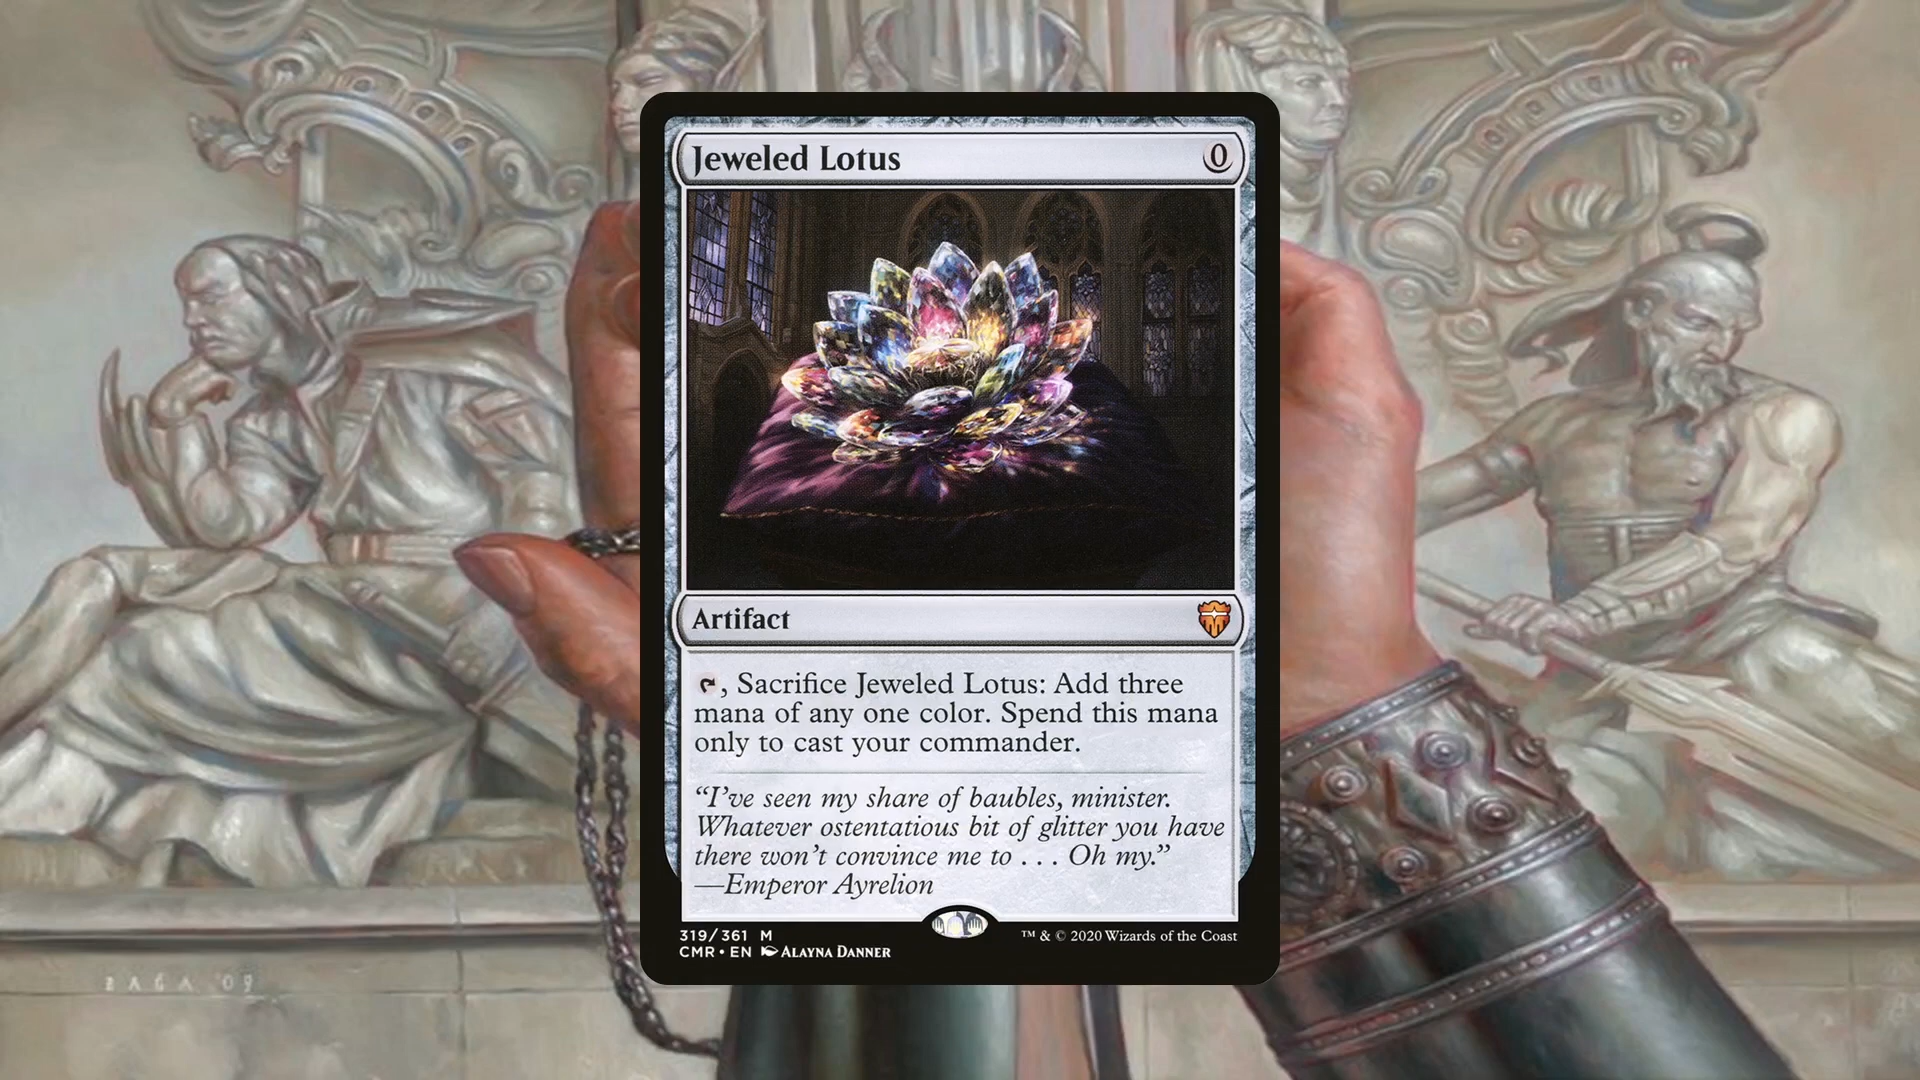 Jeweled Lotus 0
Artifact
, Sacrifice Jeweled Lotus: Add three
mana of any one color. Spend this mana
only to cast your commander.
“I’ve seen my share of baubles, minister.
Whatever ostentatious bit of glitter you have
there won’t convince me to . . . Oh my.”
—Emperor Ayrelion
319/361 M
CMR • EN ALAYNA DANNER
™ & © 2020 Wizards of the Coast
ZAGA '09